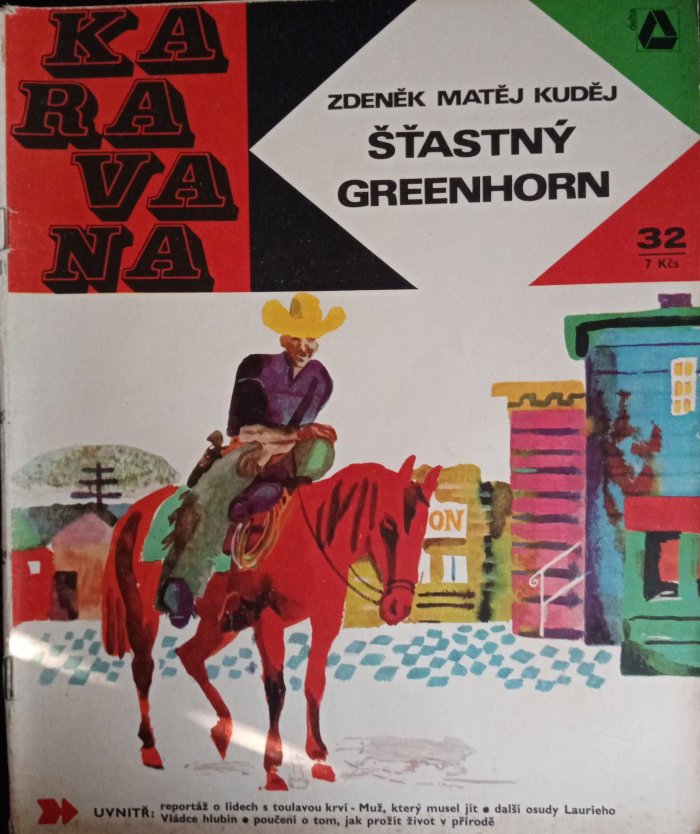 KA
RA
VA
NA
delta
ZDENĚK MATĚJ KUDĚJ
ŠŤASTNÝ
GREENHORN
32
7 Kčs
ON
UVNITŘ: reportáž o lidech s toulavou krví - Muž, který musel jít • další osudy Laurieho
Vládce hlubin • poučení o tom, jak prožít život v přírodě